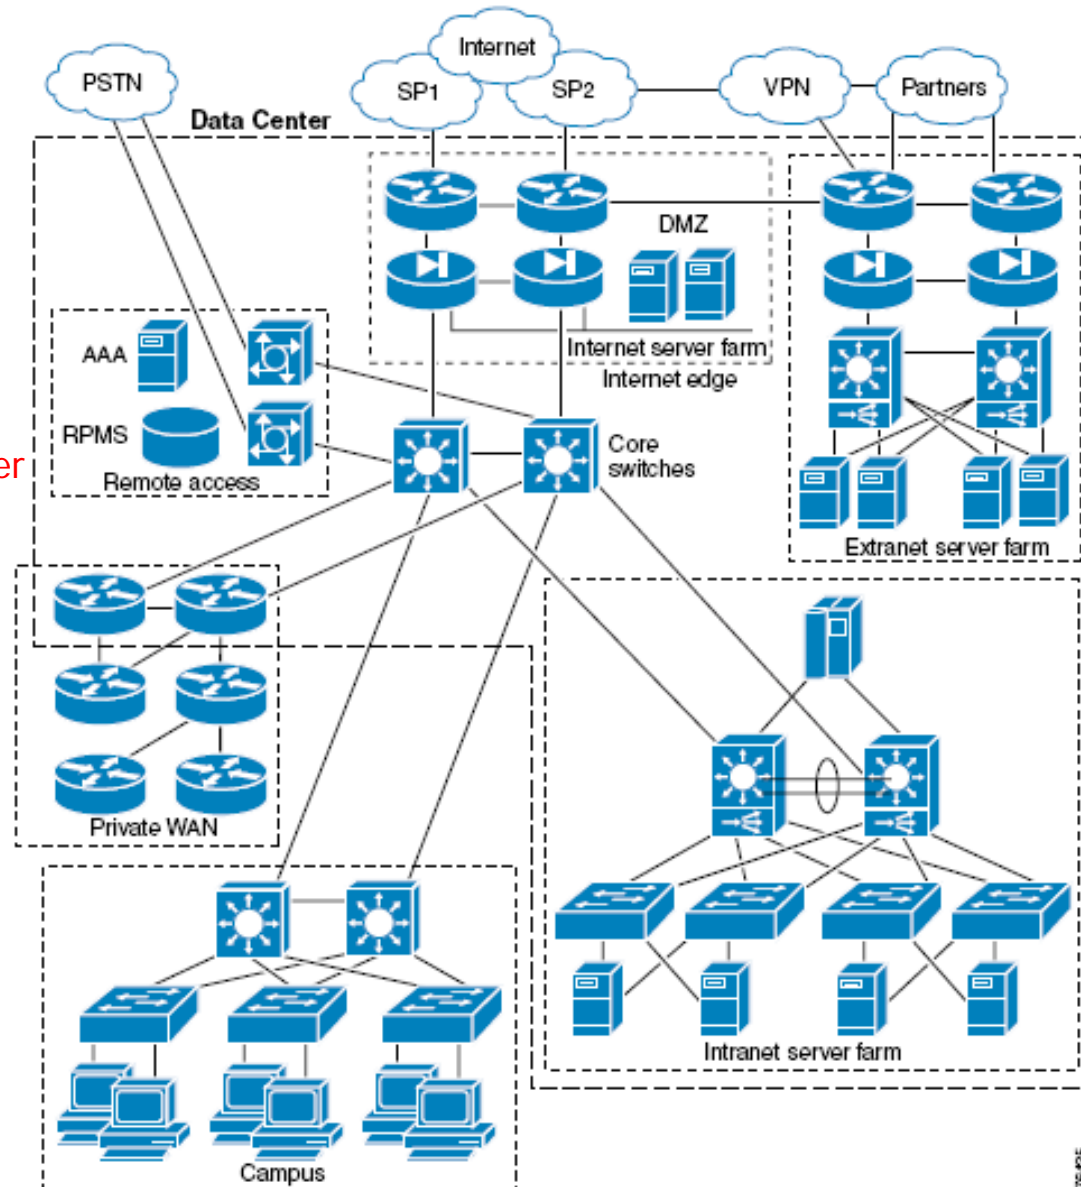 Internet
PSTN
SP1
SP2
VPN
Partners
Data Center
DMZ
AAA
Internet server farm
Internet edge
RPMS
Core
switches
er
Remote access
Extranet server farm
Private WAN
Intranet server farm
Campus